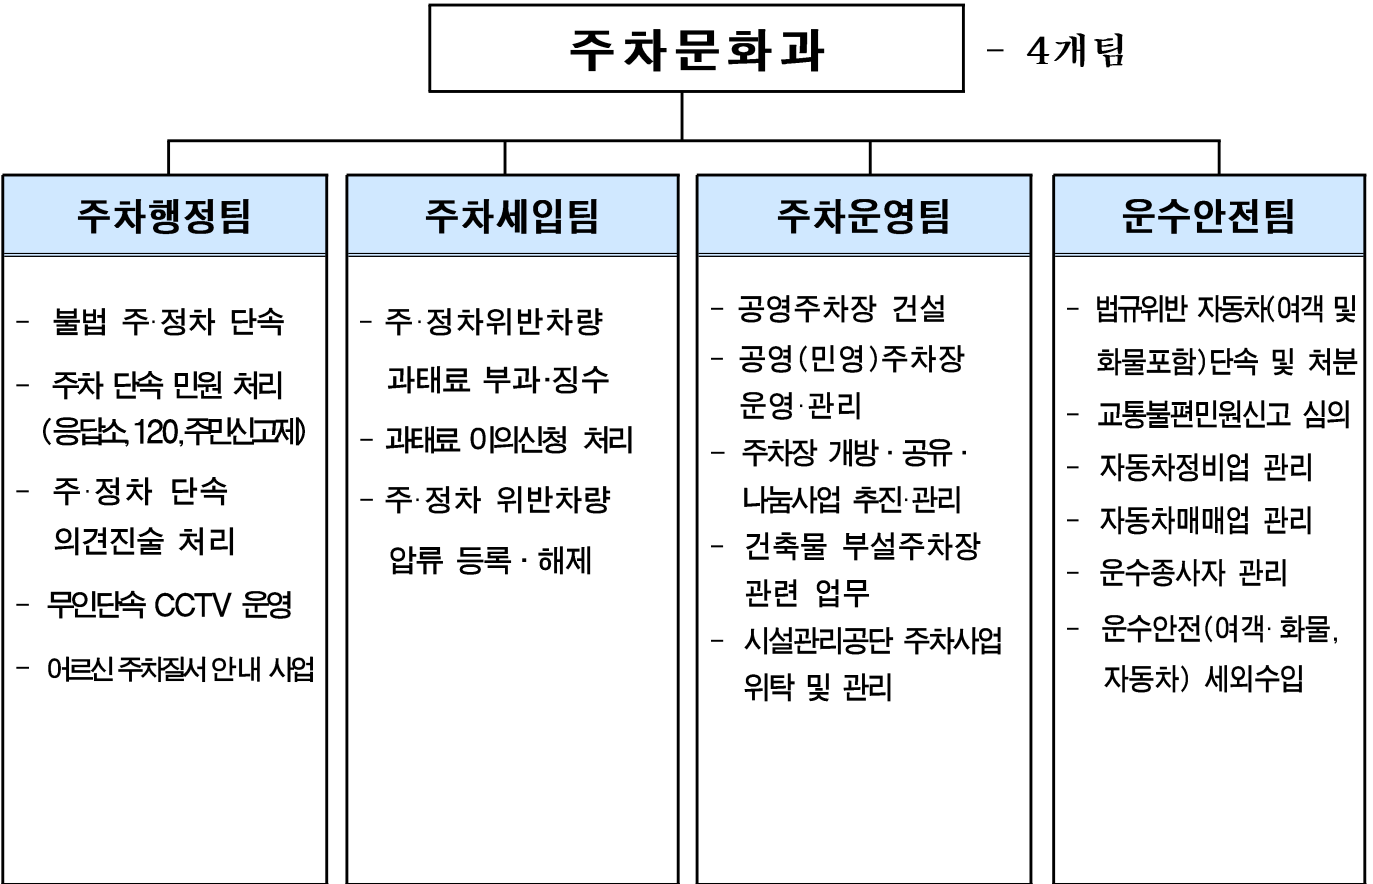 주차문화과 - 4개팀
주차행정팀
- 불법 주·정차 단속
- 주차 단속 민원 처리
(응답소,120,주민신고제)
- 주·정차 단속
의견진술 처리
- 무인단속 CCTV 운영
- 어르신 주차질서 안내 사업
주차세입팀
- 주·정차위반차량
과태료 부과·징수
- 과태료 이의신청 처리
- 주·정차 위반차량
압류 등록·해제
주차운영팀
- 공영주차장 건설
- 공영(민영)주차장
운영·관리
- 주차장 개방·공유·
나눔사업 추진·관리
- 건축물 부설주차장
관련 업무
- 시설관리공단 주차사업
위탁 및 관리
운수안전팀
- 법규위반 자동차(여객 및
화물포함)단속 및 처분
- 교통불편민원신고 심의
- 자동차정비업 관리
- 자동차매매업 관리
- 운수종사자 관리
- 운수안전(여객·화물,
자동차) 세외수입